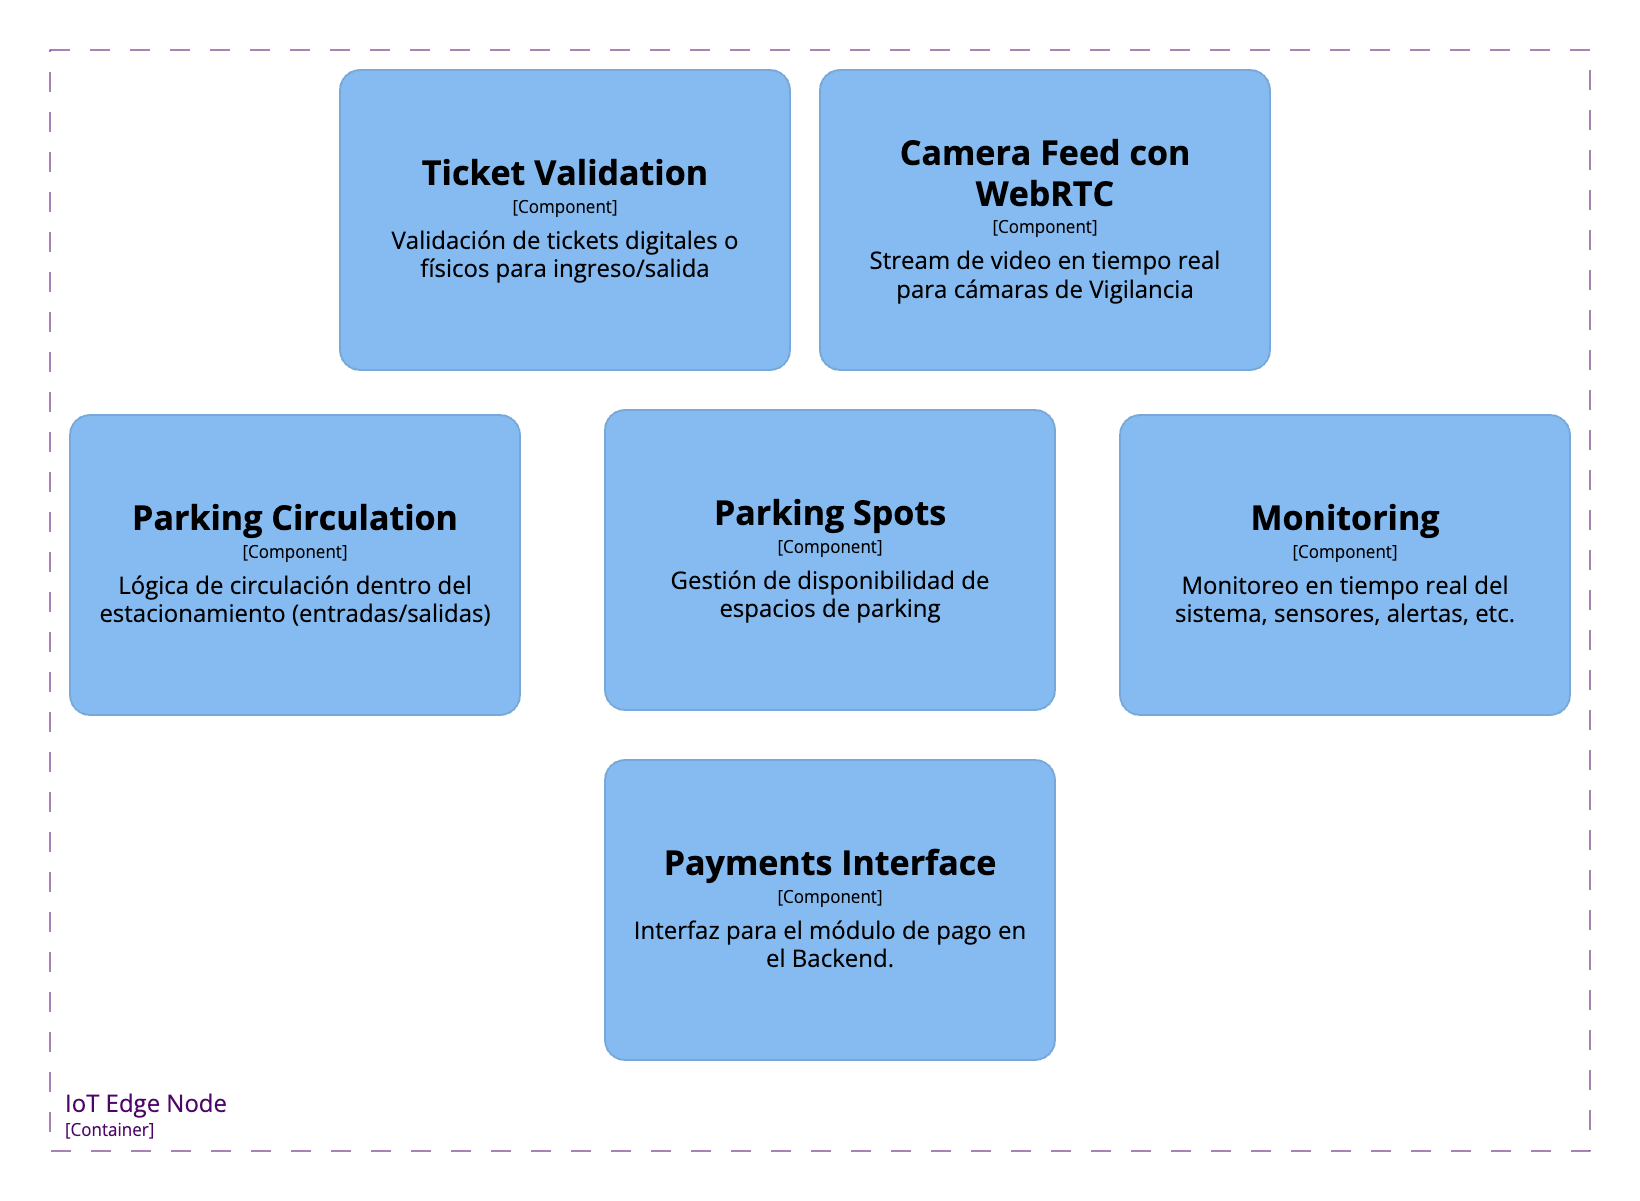 Ticket Validation
[Component]
Validación de tickets digitales o
físicos para ingreso/salida
Camera Feed con
WebRTC
[Component]
Stream de video en tiempo real
para cámaras de Vigilancia
Parking Circulation
[Component]
Lógica de circulación dentro del
estacionamiento (entradas/salidas)
Parking Spots
[Component]
Gestión de disponibilidad de
espacios de parking
Monitoring
[Component]
Monitoreo en tiempo real del
sistema, sensores, alertas, etc.
Payments Interface
[Component]
Interfaz para el módulo de pago en
el Backend.
IoT Edge Node
[Container]